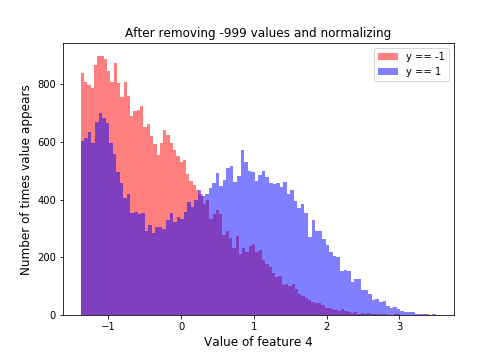 After removing -999 values and normalizing
y == -1
y == 1
Number of times value appears
800
600
400
200
0
−1
0
1
2
3
Value of feature 4